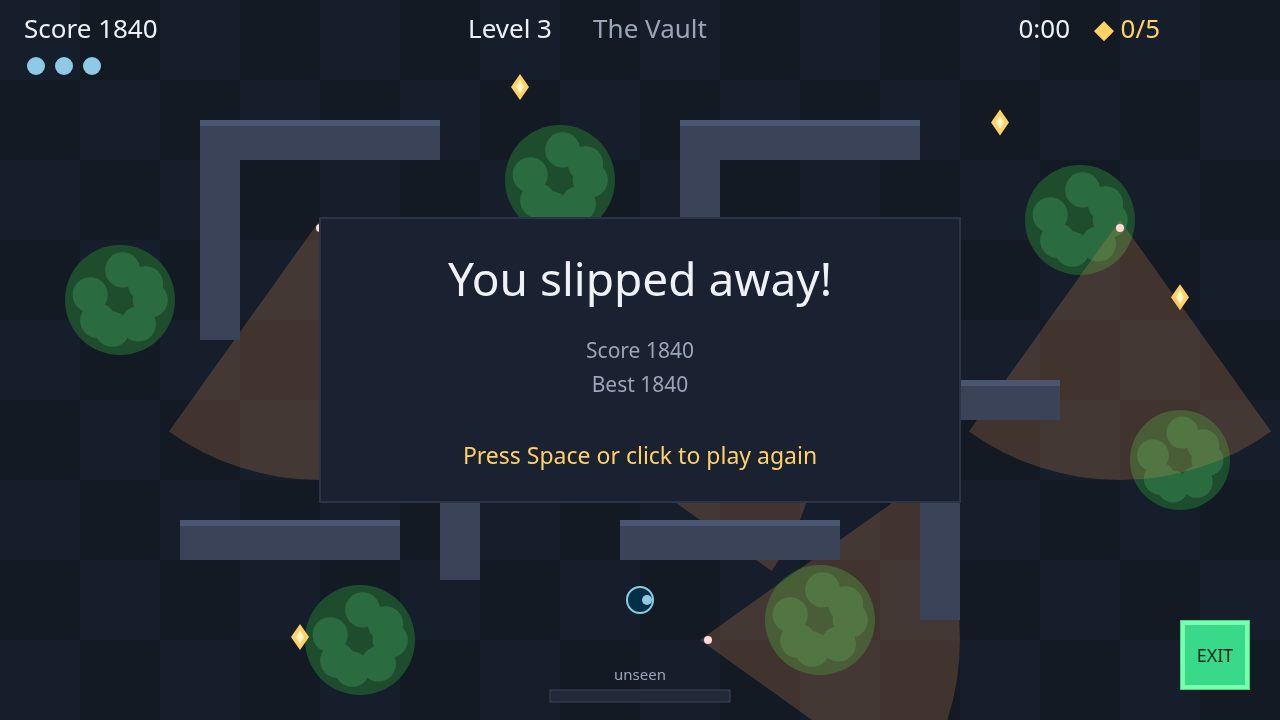 Score 1840
Level 3 The Vault
0:00 0/5
You slipped away!
Score 1840
Best 1840
Press Space or click to play again
EXIT
unseen